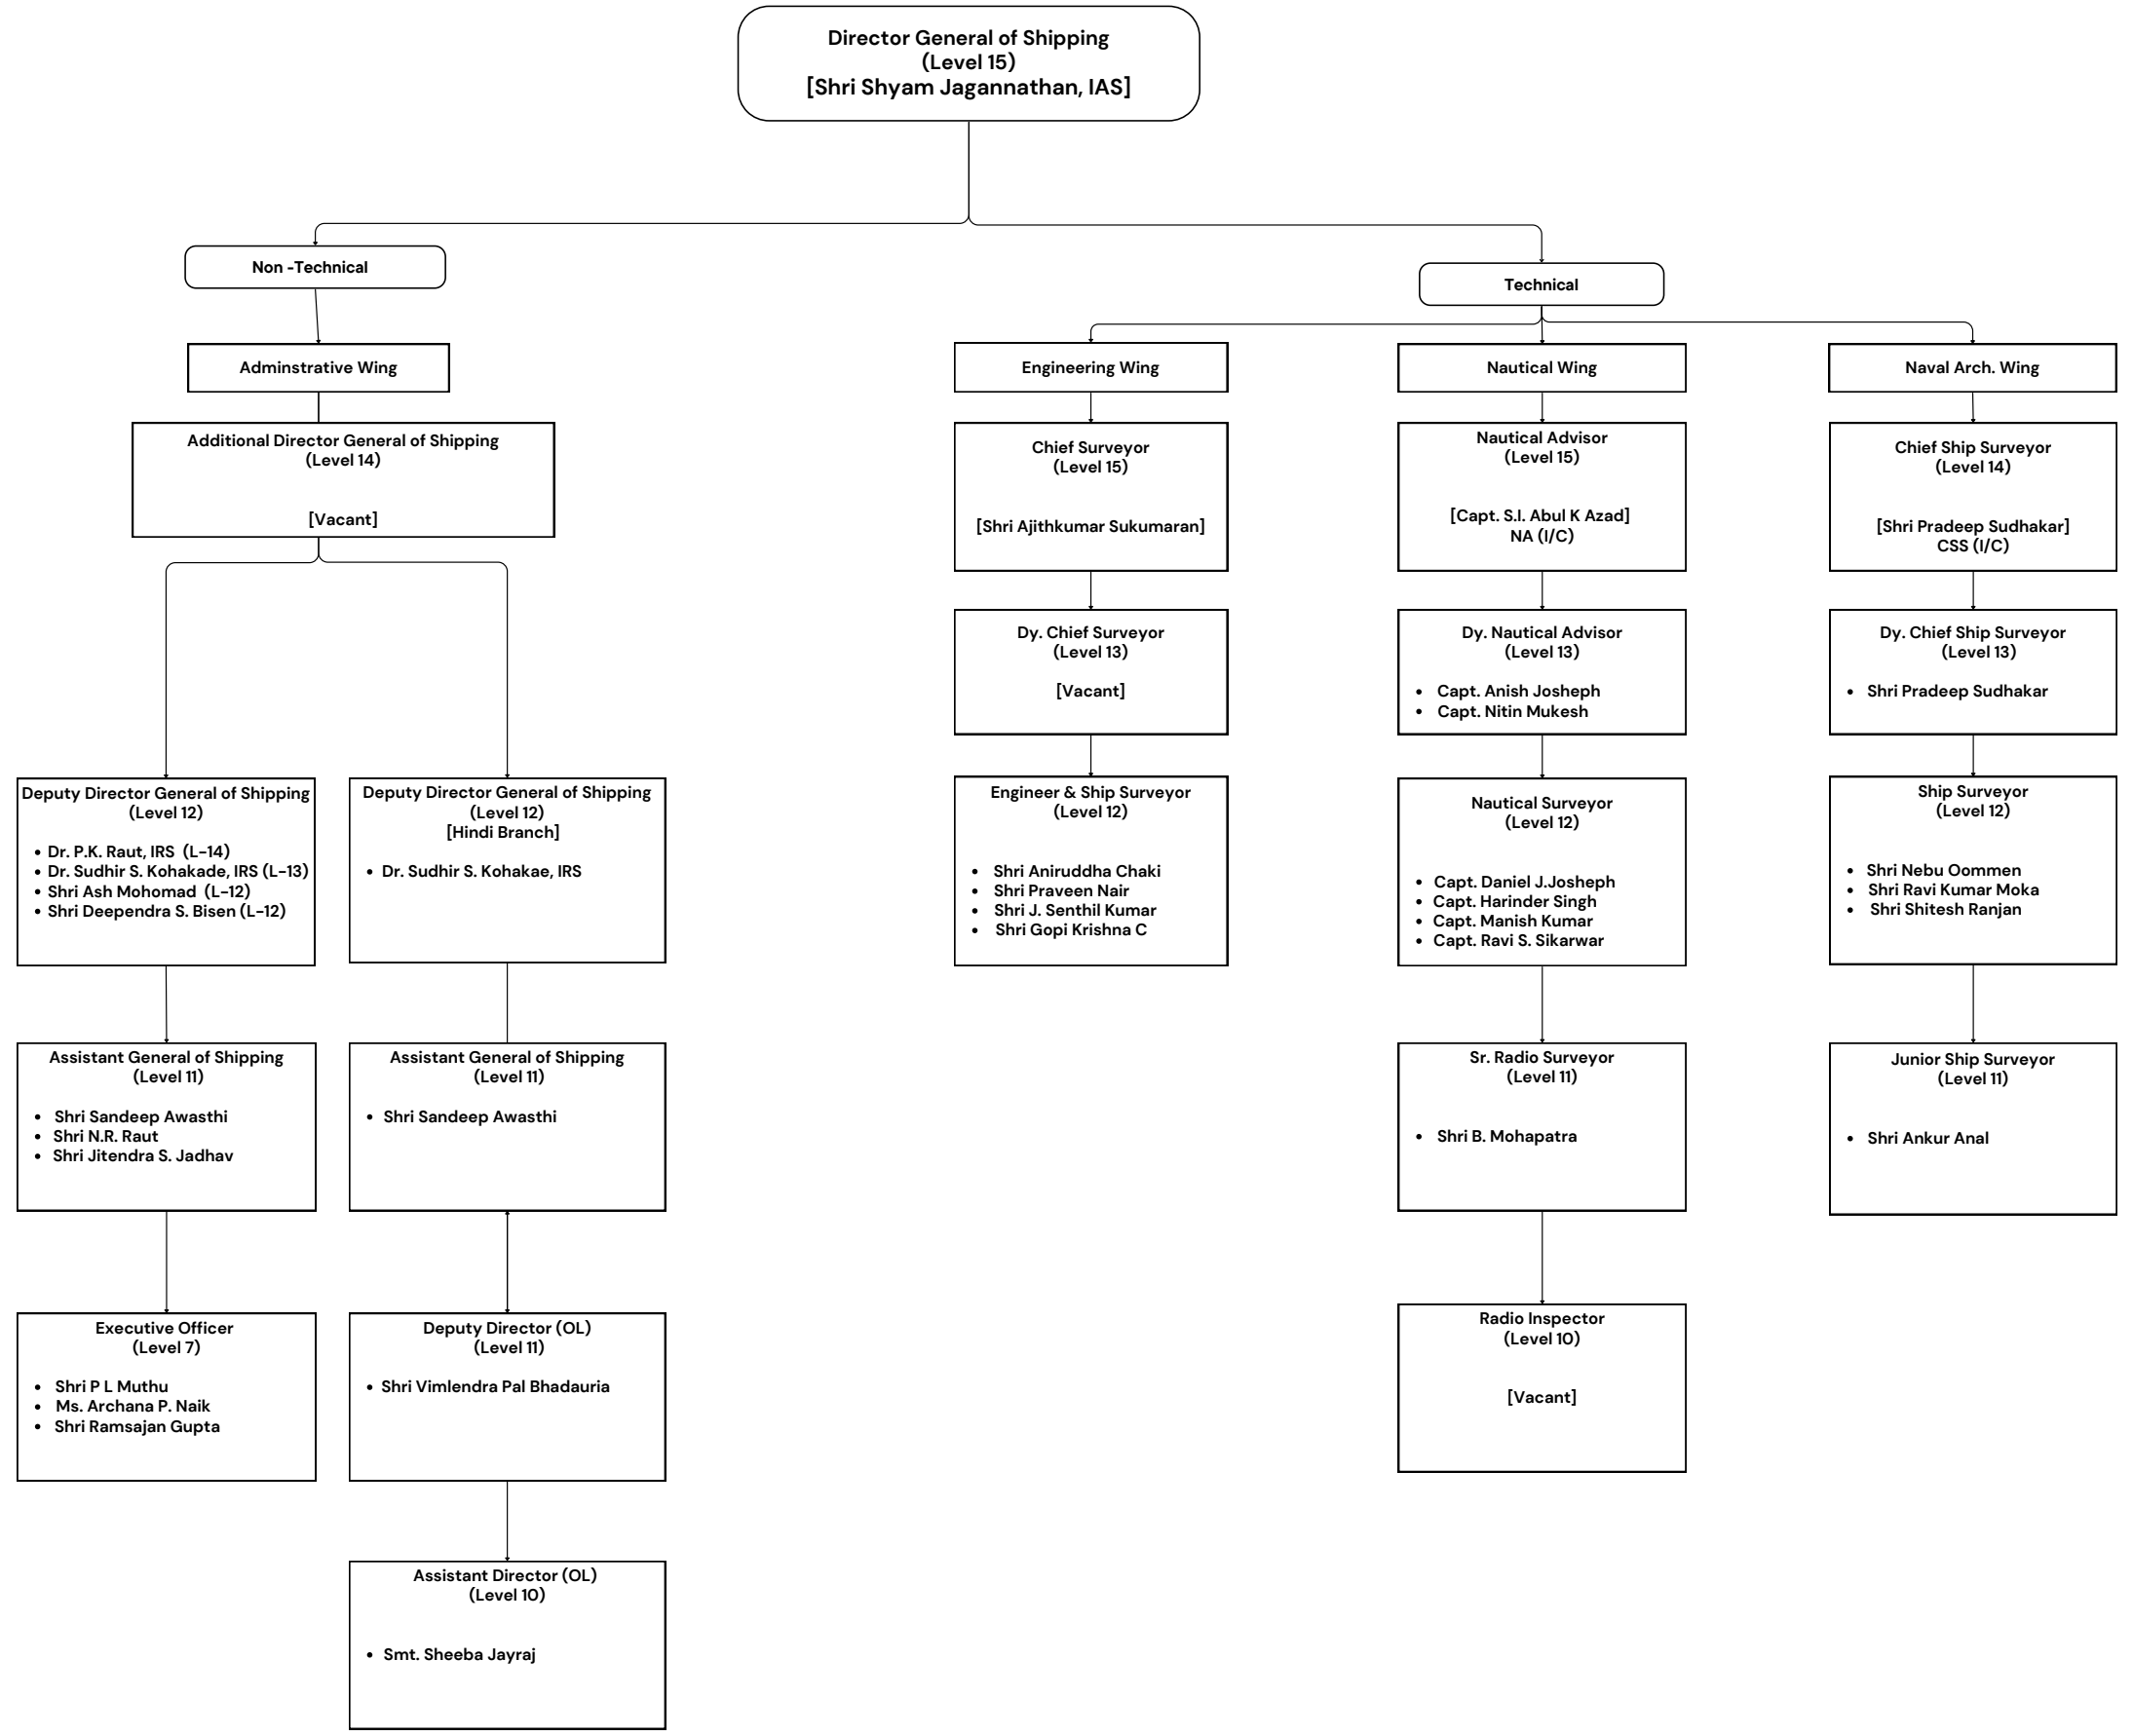 Director General of Shipping
(Level 15)
[Shri Shyam Jagannathan, IAS]
Non -Technical
Technical
Adminstrative Wing
Additional Director General of Shipping
(Level 14)
[Vacant]
Deputy Director General of Shipping
(Level 12)
• Dr. P.K. Raut, IRS (L-14)
• Dr. Sudhir S. Kohakade, IRS (L-13)
• Shri Ash Mohomad (L-12)
• Shri Deependra S. Bisen (L-12)
Assistant General of Shipping
(Level 11)
• Shri Sandeep Awasthi
• Shri N.R. Raut
• Shri Jitendra S. Jadhav
Executive Officer
(Level 7)
• Shri P L Muthu
• Ms. Archana P. Naik
• Shri Ramsajan Gupta
Deputy Director General of Shipping
(Level 12)
[Hindi Branch]
• Dr. Sudhir S. Kohakae, IRS
Assistant General of Shipping
(Level 11)
• Shri Sandeep Awasthi
Deputy Director (OL)
(Level 11)
• Shri Vimlendra Pal Bhadauria
Assistant Director (OL)
(Level 10)
• Smt. Sheeba Jayraj
Engineering Wing
Chief Surveyor
(Level 15)
[Shri Ajithkumar Sukumaran]
Dy. Chief Surveyor
(Level 13)
[Vacant]
Engineer & Ship Surveyor
(Level 12)
• Shri Aniruddha Chaki
• Shri Praveen Nair
• Shri J. Senthil Kumar
• Shri Gopi Krishna C
Nautical Wing
Nautical Advisor
(Level 15)
[Capt. S.I. Abul K Azad]
NA (I/C)
Dy. Nautical Advisor
(Level 13)
• Capt. Anish Josheph
• Capt. Nitin Mukesh
Nautical Surveyor
(Level 12)
• Capt. Daniel J.Josheph
• Capt. Harinder Singh
• Capt. Manish Kumar
• Capt. Ravi S. Sikarwar
Sr. Radio Surveyor
(Level 11)
• Shri B. Mohapatra
Radio Inspector
(Level 10)
[Vacant]
Naval Arch. Wing
Chief Ship Surveyor
(Level 14)
[Shri Pradeep Sudhakar]
CSS (I/C)
Dy. Chief Ship Surveyor
(Level 13)
• Shri Pradeep Sudhakar
Ship Surveyor
(Level 12)
• Shri Nebu Oommen
• Shri Ravi Kumar Moka
• Shri Shitesh Ranjan
Junior Ship Surveyor
(Level 11)
• Shri Ankur Anal